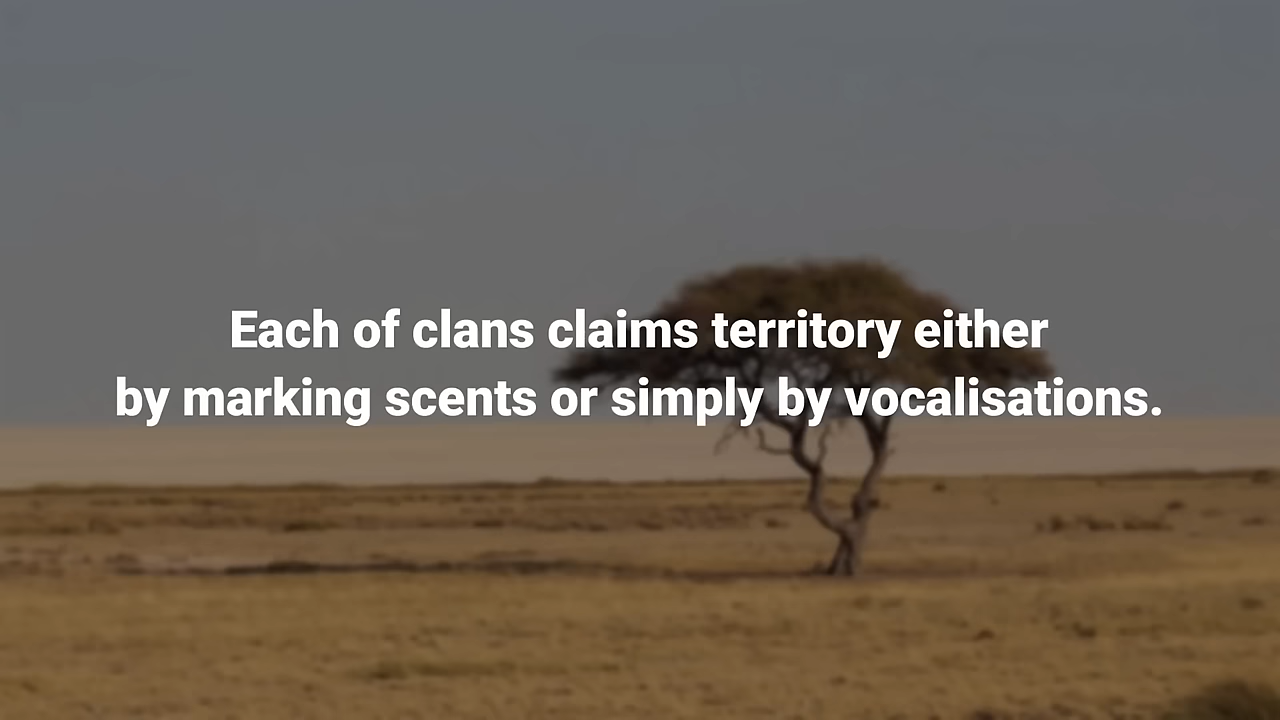 Each of clans claims territory either
by marking scents or simply by vocalisations.